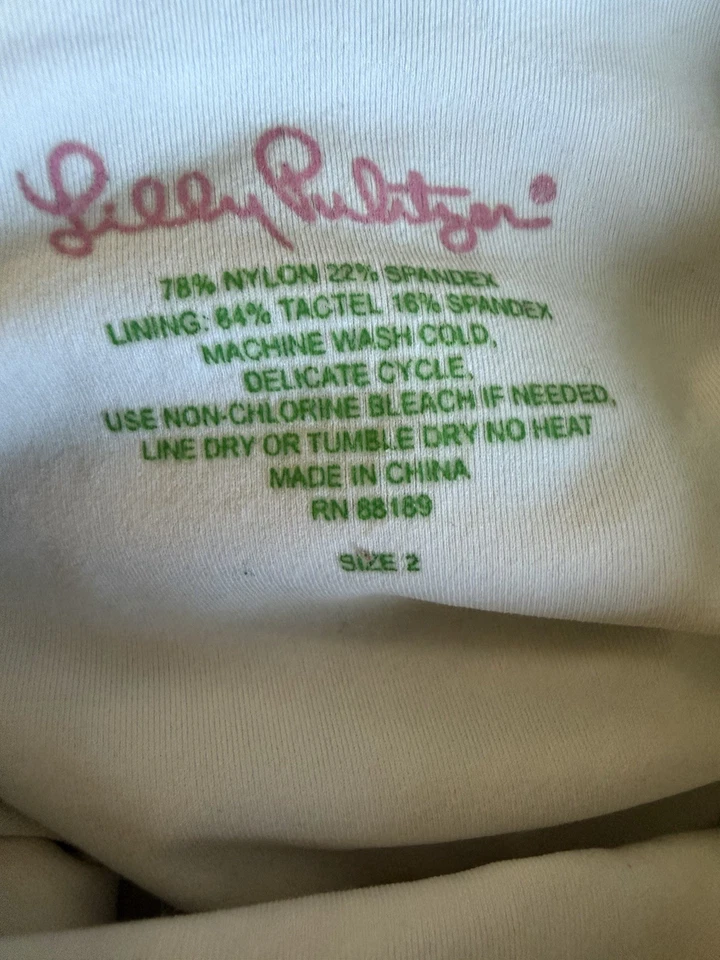 Lilly Pulitzer
78% NYLON 22% SPANDEX
LINING: 84% TACTEL 16% SPANDEX
MACHINE WASH COLD,
DELICATE CYCLE,
USE NON-CHLORINE BLEACH IF NEEDED,
LINE DRY OR TUMBLE DRY NO HEAT
MADE IN CHINA
RN 88189
SIZE 2